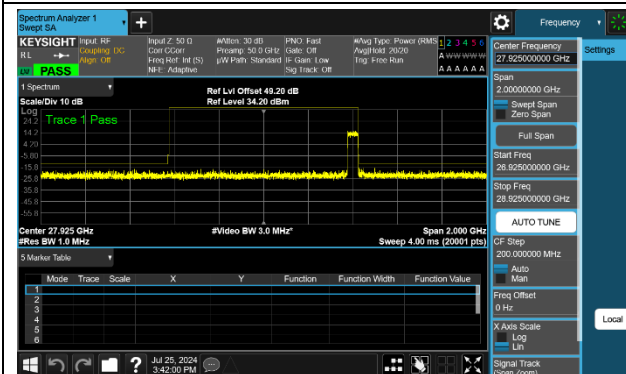 Spectrum Analyzer 1
Swept SA
Frequency
KEYSIGHT
RL
PASS
Input: RF
Coupling: DC
Align: Off
Input Z: 50 Ω
Corr CCorr
Freq Ref: Int (S)
NFE: Adaptive
#Atten: 30 dB
Preamp: 50.0 GHz
µW Path: Standard
PNO: Fast
Gate: Off
IF Gain: Low
Sig Track: Off
#Avg Type: Power (RMS
Avg|Hold: 20/20
Trig: Free Run
1 2 3 4 5 6
A W W W W W
A A A A A A
1 Spectrum
Scale/Div 10 dB
Ref Lvl Offset 49.20 dB
Ref Level 34.20 dBm
Log
Trace 1 Pass
24.2
14.2
4.20
-5.80
-15.8
-25.8
-35.8
-45.8
-55.8
Center 27.925 GHz
#Res BW 1.0 MHz
#Video BW 3.0 MHz*
Span 2.000 GHz
Sweep 4.00 ms (20001 pts)
5 Marker Table
Mode Trace Scale X Y Function Function Width Function Value
1
2
3
4
5
6
Center Frequency
27.925000000 GHz
Settings
Span
2.00000000 GHz
Swept Span
Zero Span
Full Span
Start Freq
26.925000000 GHz
Stop Freq
28.925000000 GHz
AUTO TUNE
CF Step
200.000000 MHz
Auto
Man
Freq Offset
0 Hz
X Axis Scale
Log
Lin
Local
Signal Track
(Span Zoom)
?
Jul 25, 2024
3:42:00 PM